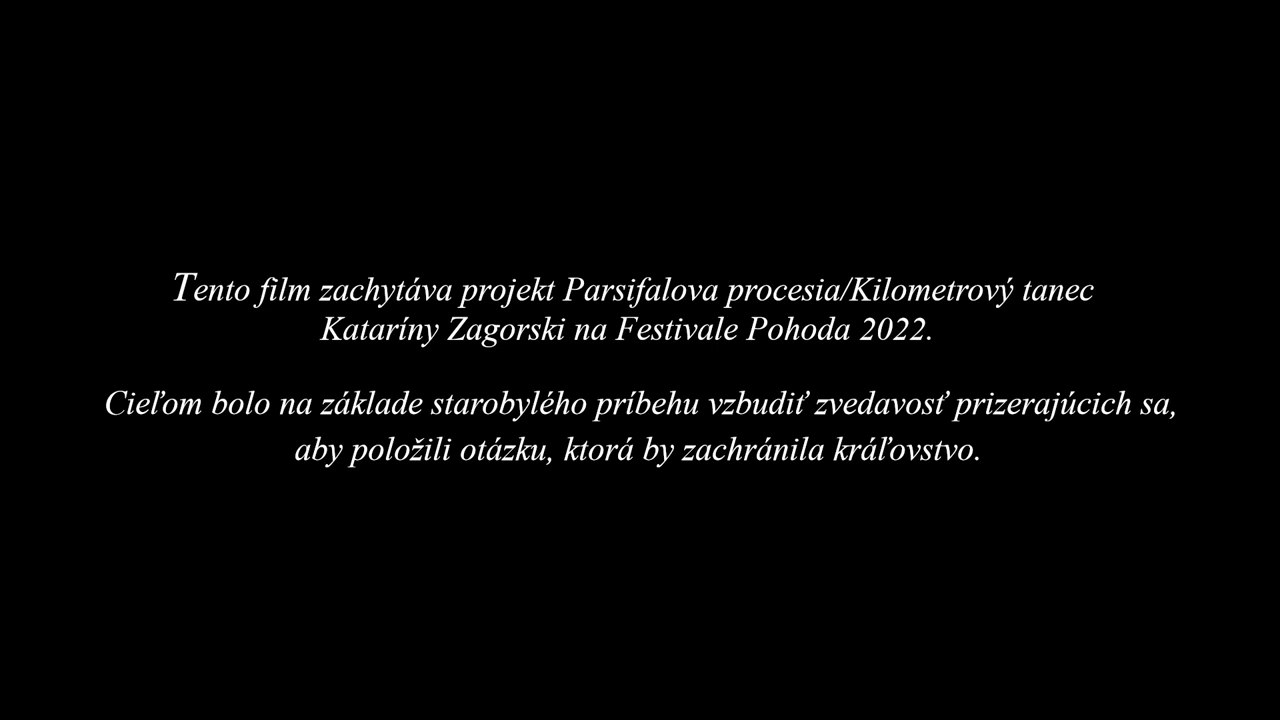 Tento film zachytáva projekt Parsifalova procesia/Kilometrový tanec
Kataríny Zagorski na Festivale Pohoda 2022.
Cieľom bolo na základe starobylého príbehu vzbudiť zvedavosť prizerajúcich sa,
aby položili otázku, ktorá by zachránila kráľovstvo.